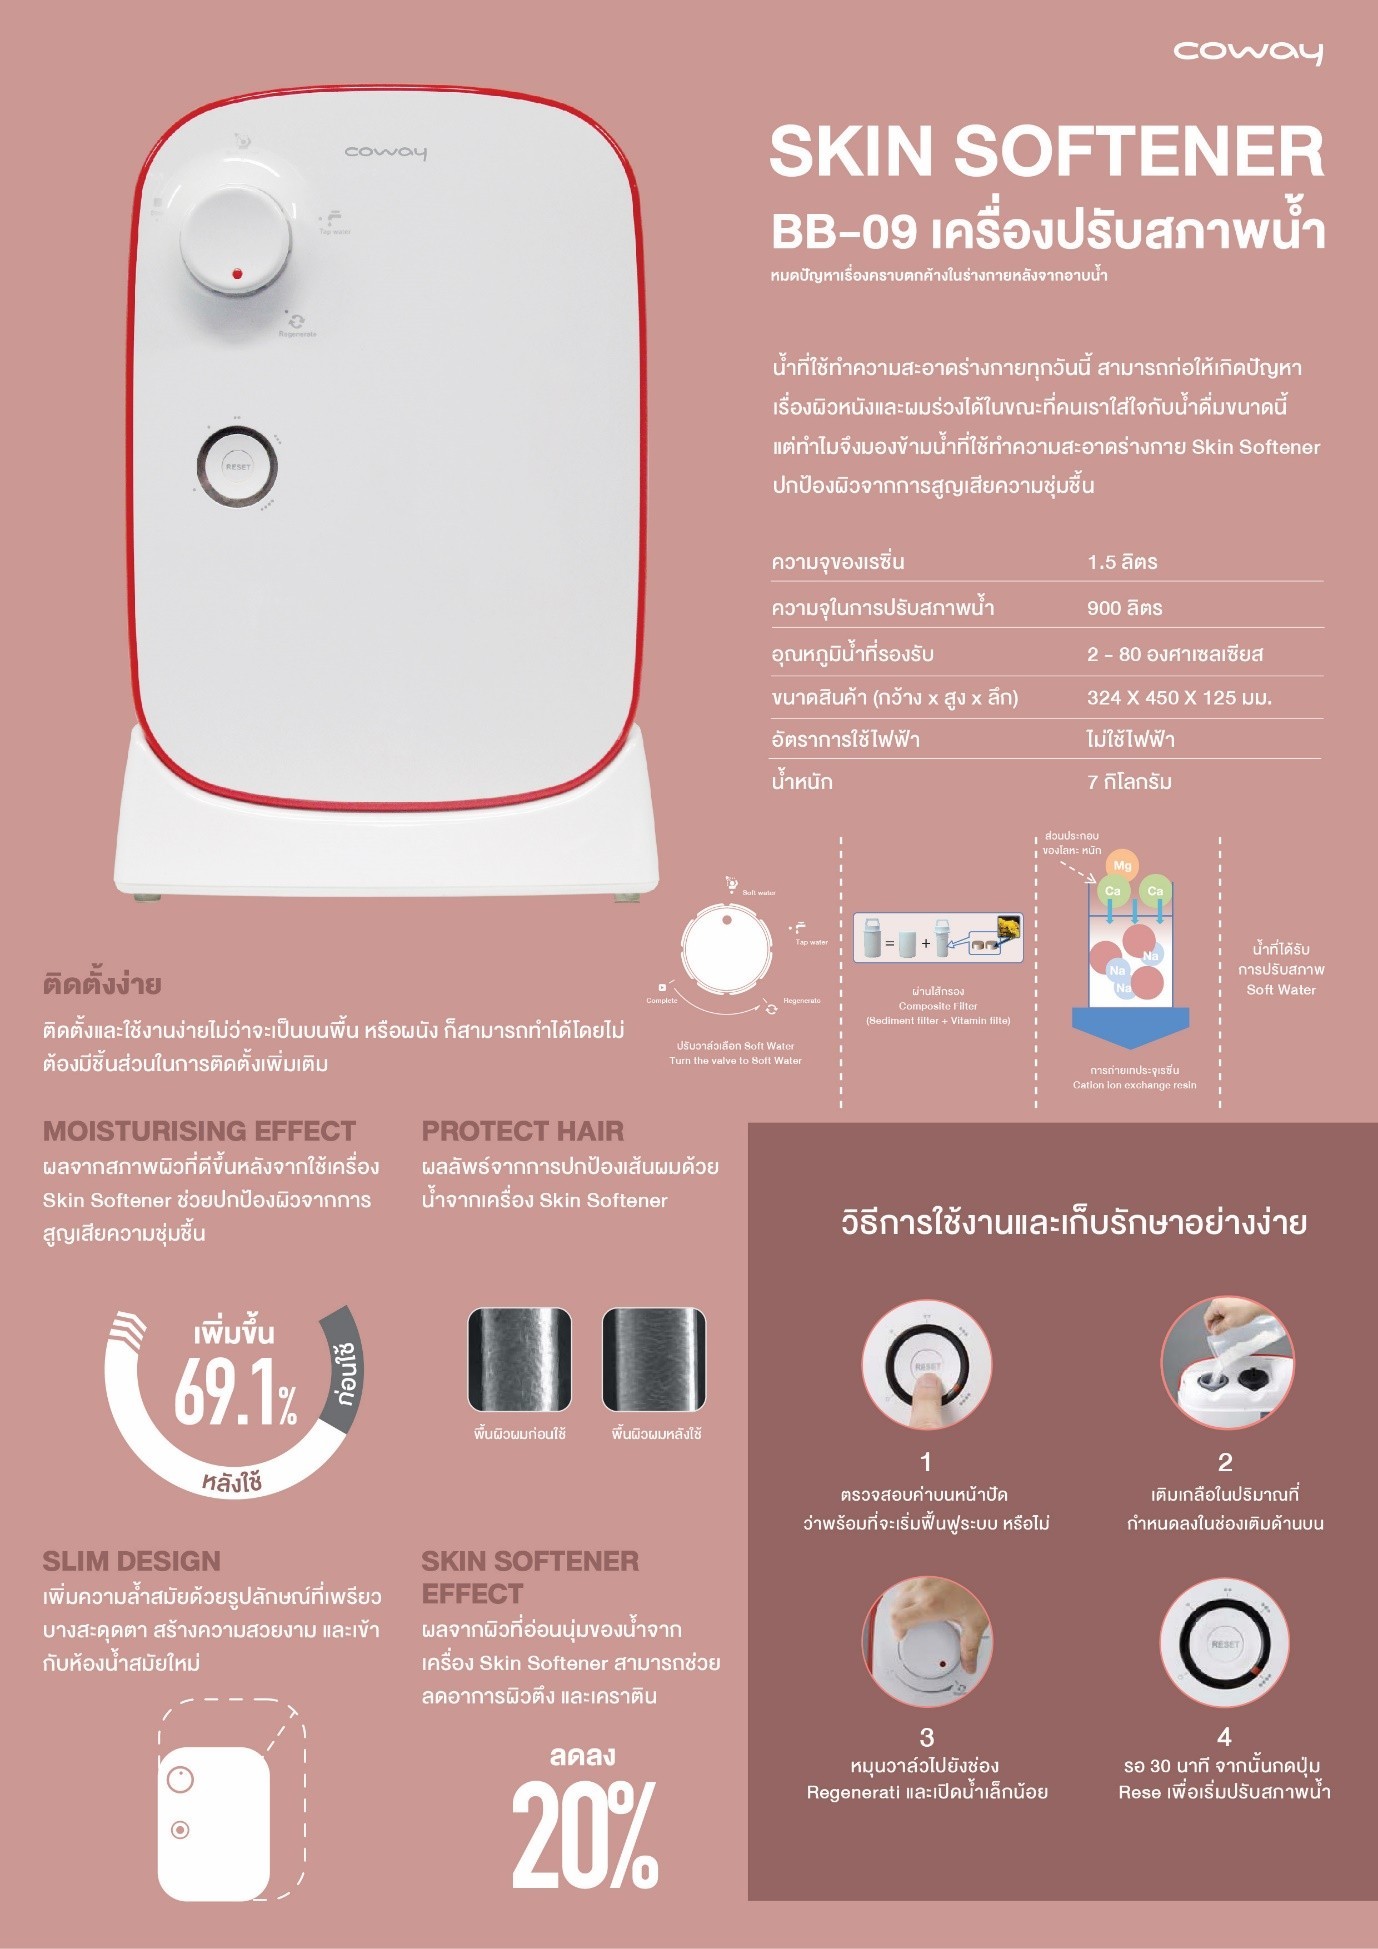 coway
SKIN SOFTENER
BB-09 เครื่องปรับสภาพน้ำ
หมดปัญหาเรื่องคราบตกค้างในร่างกายหลังจากอาบน้ำ
coway
Tap water
Regenerate
RESET
น้ำที่ใช้ทำความสะอาดร่างกายทุกวันนี้ สามารถก่อให้เกิดปัญหา
เรื่องผิวหนังและผมร่วงได้ในขณะที่คนเราใส่ใจกับน้ำดื่มขนาดนี้
แต่ทำไมจึงมองข้ามน้ำที่ใช้ทำความสะอาดร่างกาย Skin Softener
ปกป้องผิวจากการสูญเสียความชุ่มชื้น
ความจุของเรซิ่น 1.5 ลิตร
ความจุในการปรับสภาพน้ำ 900 ลิตร
อุณหภูมิน้ำที่รองรับ 2 - 80 องศาเซลเซียส
ขนาดสินค้า (กว้าง x สูง x ลึก) 324 X 450 X 125 มม.
อัตราการใช้ไฟฟ้า ไม่ใช้ไฟฟ้า
น้ำหนัก 7 กิโลกรัม
Soft water
Tap water
Complete
Regenerate
ปรับวาล์วเลือก Soft Water
Turn the valve to Soft Water
= +
ผ่านไส้กรอง
Composite Filter
(Sediment filter + Vitamin filte)
ส่วนประกอบ
ของโลหะ หนัก
Mg
Ca Ca
Na
Na
Na
การถ่ายเทประจุเรซิ่น
Cation ion exchange resin
น้ำที่ได้รับ
การปรับสภาพ
Soft Water
ติดตั้งง่าย
ติดตั้งและใช้งานง่ายไม่ว่าจะเป็นบนพื้น หรือผนัง ก็สามารถทำได้โดยไม่
ต้องมีชิ้นส่วนในการติดตั้งเพิ่มเติม
MOISTURISING EFFECT
ผลจากสภาพผิวที่ดีขึ้นหลังจากใช้เครื่อง
Skin Softener ช่วยปกป้องผิวจากการ
สูญเสียความชุ่มชื้น
เพิ่มขึ้น
69.1%
ก่อนใช้
หลังใช้
PROTECT HAIR
ผลลัพธ์จากการปกป้องเส้นผมด้วย
น้ำจากเครื่อง Skin Softener
พื้นผิวผมก่อนใช้
พื้นผิวผมหลังใช้
SLIM DESIGN
เพิ่มความล้ำสมัยด้วยรูปลักษณ์ที่เพรียว
บางสะดุดตา สร้างความสวยงาม และเข้า
กับห้องน้ำสมัยใหม่
SKIN SOFTENER
EFFECT
ผลจากผิวที่อ่อนนุ่มของน้ำจาก
เครื่อง Skin Softener สามารถช่วย
ลดอาการผิวตึง และเคราติน
ลดลง
20%
วิธีการใช้งานและเก็บรักษาอย่างง่าย
RESET
1
ตรวจสอบค่าบนหน้าปัด
ว่าพร้อมที่จะเริ่มฟื้นฟูระบบ หรือไม่
2
เติมเกลือในปริมาณที่
กำหนดลงในช่องเติมด้านบน
3
หมุนวาล์วไปยังช่อง
Regenerati และเปิดน้ำเล็กน้อย
RESET
4
รอ 30 นาที จากนั้นกดปุ่ม
Rese เพื่อเริ่มปรับสภาพน้ำ